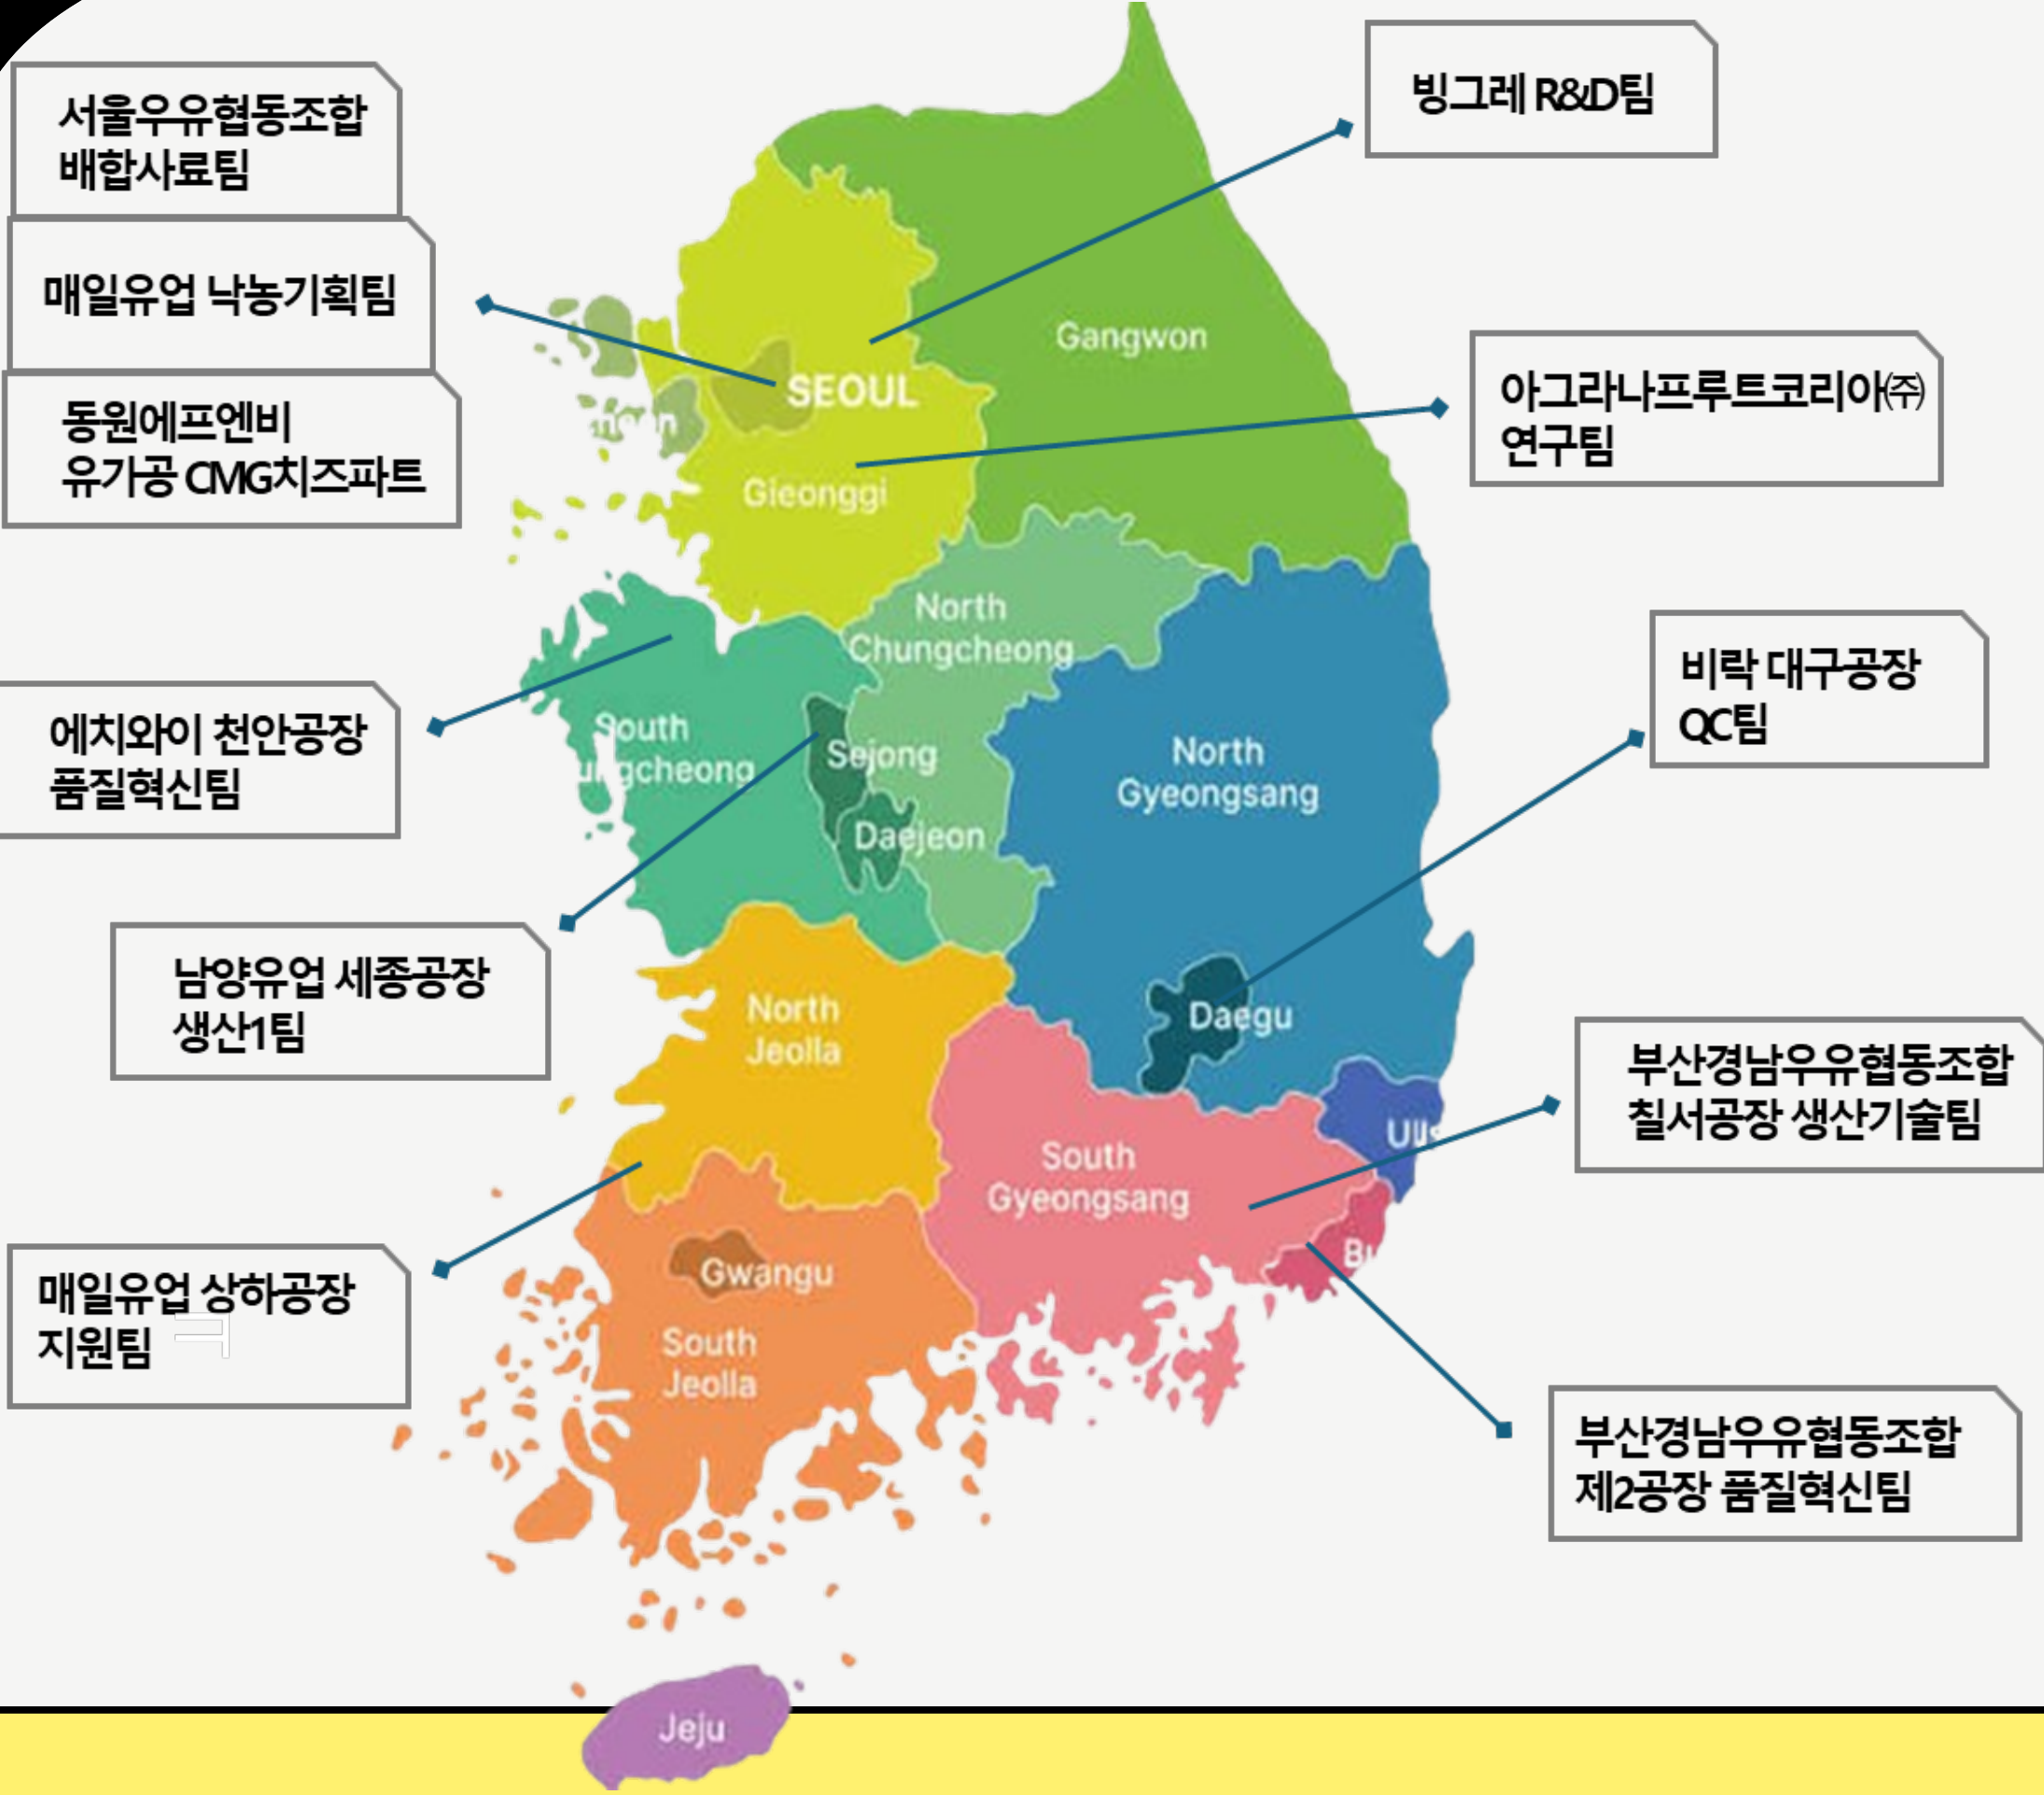 서울우유협동조합
배합사료팀
매일유업 낙농기획팀
동원에프엔비
유가공 CMG치즈파트
에치와이 천안공장
품질혁신팀
남양유업 세종공장
생산1팀
매일유업 상하공장
지원팀
ㅋ
빙그레 R&D팀
아그라나프루트코리아㈜
연구팀
비락 대구공장
QC팀
부산경남우유협동조합
칠서공장 생산기술팀
부산경남우유협동조합
제2공장 품질혁신팀
Gangwon
SEOUL
Gieonggi
North
Chungcheong
South
ungcheong
Sejong
Daejeon
North
Gyeongsang
Daegu
North
Jeolla
South
Gyeongsang
Gwangu
South
Jeolla
Jeju